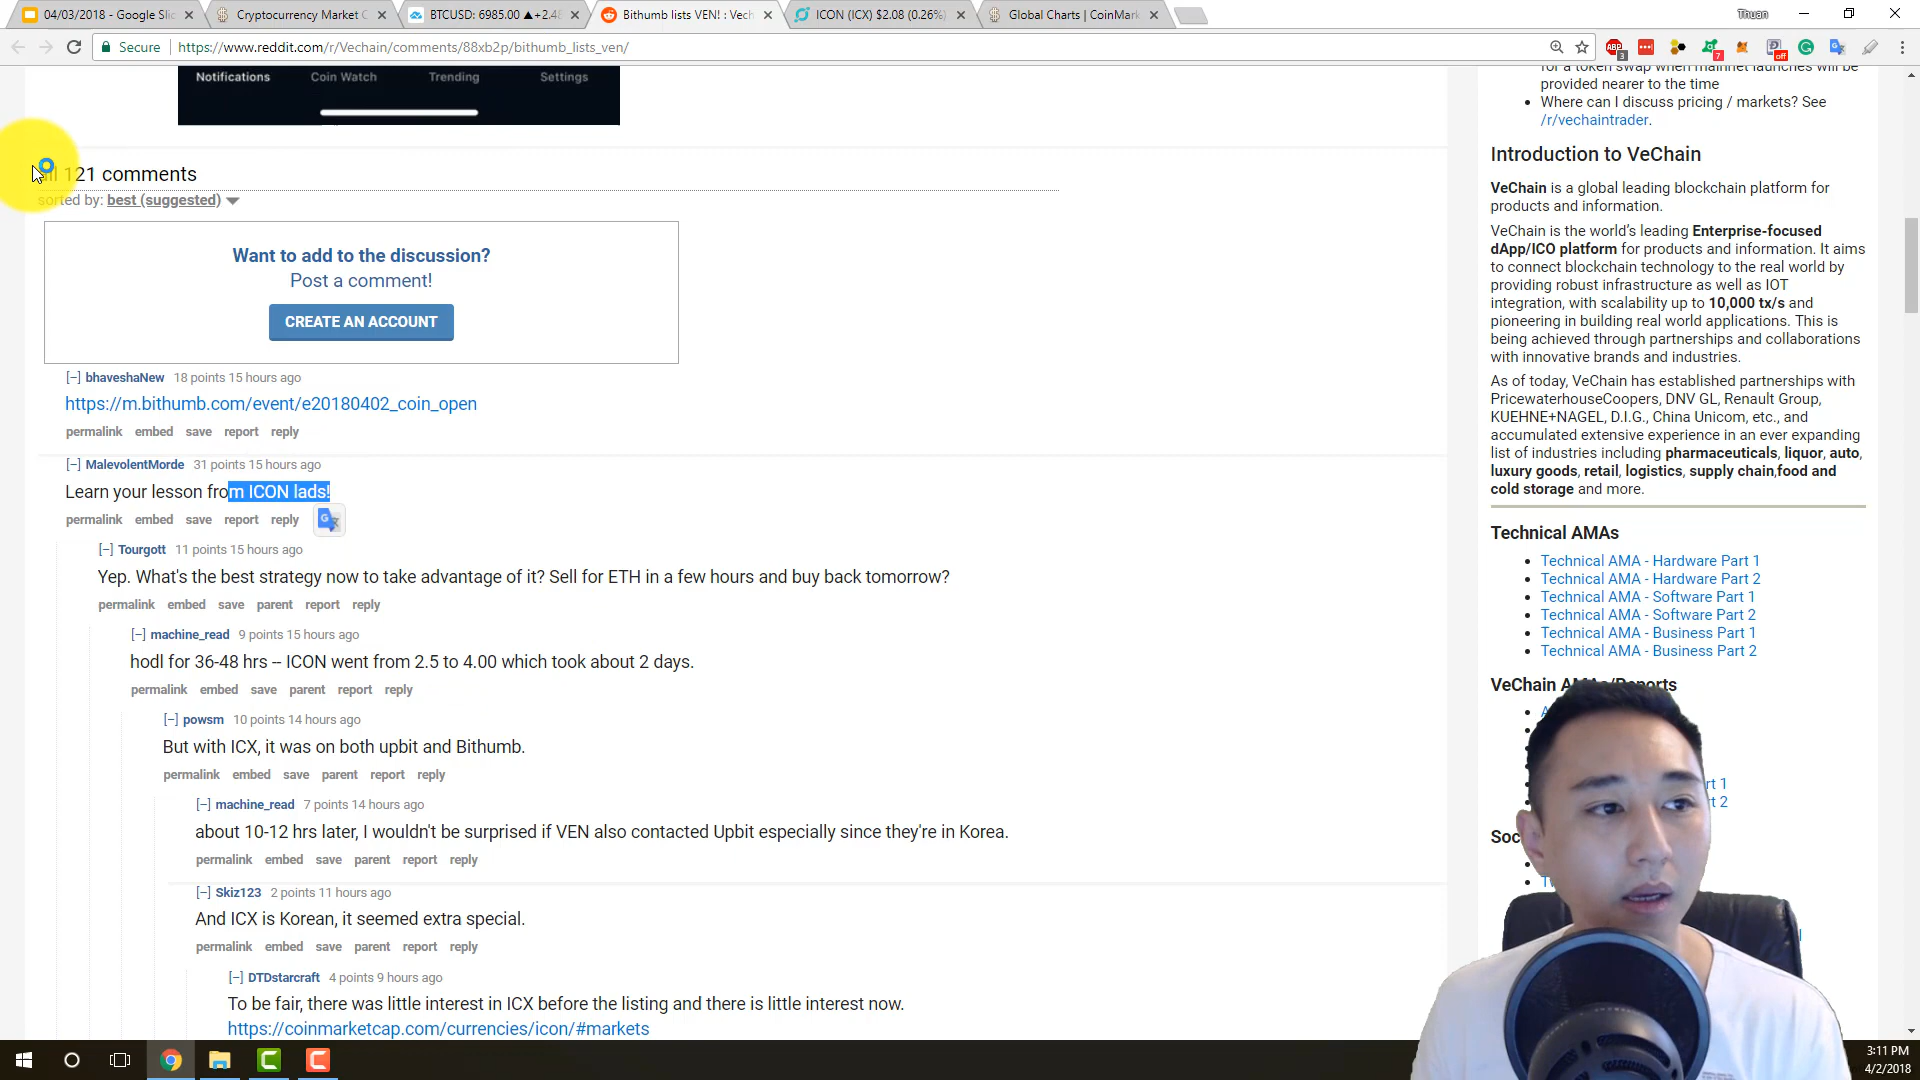 04/03/2018 - Google Slic
Cryptocurrency Market C
BTCUSD: 6985.00 ▲+2.4
Bithumb lists VEN! : Vech
ICON (ICX) $2.08 (0.26%)
Global Charts | CoinMark
Thuan
Secure
https://www.reddit.com/r/Vechain/comments/88xb2p/bithumb_lists_ven/
Notifications
Coin Watch
Trending
Settings
all 121 comments
sorted by: best (suggested)
Want to add to the discussion?
Post a comment!
CREATE AN ACCOUNT
[–] bhaveshaNew 18 points 15 hours ago
https://m.bithumb.com/event/e20180402_coin_open
permalink embed save report reply
[–] MalevolentMorde 31 points 15 hours ago
Learn your lesson from ICON lads!
permalink embed save report reply
[–] Tourgott 11 points 15 hours ago
Yep. What's the best strategy now to take advantage of it? Sell for ETH in a few hours and buy back tomorrow?
permalink embed save parent report reply
[–] machine_read 9 points 15 hours ago
hodl for 36-48 hrs -- ICON went from 2.5 to 4.00 which took about 2 days.
permalink embed save parent report reply
[–] powsm 10 points 14 hours ago
But with ICX, it was on both upbit and Bithumb.
permalink embed save parent report reply
[–] machine_read 7 points 14 hours ago
about 10-12 hrs later, I wouldn't be surprised if VEN also contacted Upbit especially since they're in Korea.
permalink embed save parent report reply
[–] Skiz123 2 points 11 hours ago
And ICX is Korean, it seemed extra special.
permalink embed save parent report reply
[–] DTDstarcraft 4 points 9 hours ago
To be fair, there was little interest in ICX before the listing and there is little interest now.
https://coinmarketcap.com/currencies/icon/#markets
for a token swap when mainnet launches will be
provided nearer to the time
Where can I discuss pricing / markets? See
/r/vechaintrader.
Introduction to VeChain
VeChain is a global leading blockchain platform for
products and information.
VeChain is the world's leading Enterprise-focused
dApp/ICO platform for products and information. It aims
to connect blockchain technology to the real world by
providing robust infrastructure as well as IOT
integration, with scalability up to 10,000 tx/s and
pioneering in building real world applications. This is
being achieved through partnerships and collaborations
with innovative brands and industries.
As of today, VeChain has established partnerships with
PricewaterhouseCoopers, DNV GL, Renault Group,
KUEHNE+NAGEL, D.I.G., China Unicom, etc., and
accumulated extensive experience in an ever expanding
list of industries including pharmaceuticals, liquor, auto,
luxury goods, retail, logistics, supply chain,food and
cold storage and more.
Technical AMAs
Technical AMA - Hardware Part 1
Technical AMA - Hardware Part 2
Technical AMA - Software Part 1
Technical AMA - Software Part 2
Technical AMA - Business Part 1
Technical AMA - Business Part 2
VeChain AMAs/Reports
3:11 PM
4/2/2018